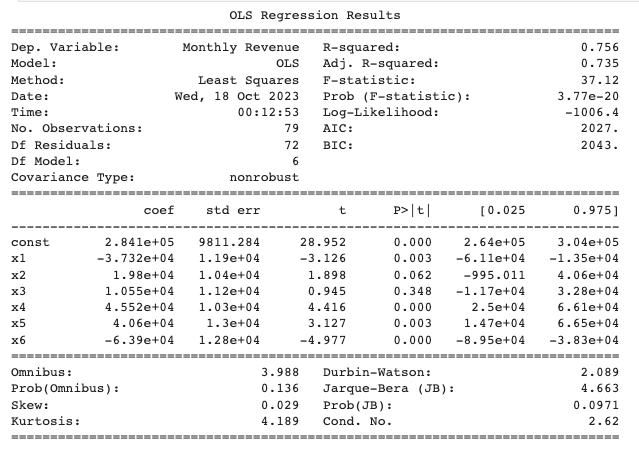 OLS Regression Results
==============================================================================
Dep. Variable: Monthly Revenue R-squared: 0.756
Model: OLS Adj. R-squared: 0.735
Method: Least Squares F-statistic: 37.12
Date: Wed, 18 Oct 2023 Prob (F-statistic): 3.77e-20
Time: 00:12:53 Log-Likelihood: -1006.4
No. Observations: 79 AIC: 2027.
Df Residuals: 72 BIC: 2043.
Df Model: 6
Covariance Type: nonrobust
==============================================================================
coef std err t P>|t| [0.025 0.975]
------------------------------------------------------------------------------
const 2.841e+05 9811.284 28.952 0.000 2.64e+05 3.04e+05
x1 -3.732e+04 1.19e+04 -3.126 0.003 -6.11e+04 -1.35e+04
x2 1.98e+04 1.04e+04 1.898 0.062 -995.011 4.06e+04
x3 1.055e+04 1.12e+04 0.945 0.348 -1.17e+04 3.28e+04
x4 4.552e+04 1.03e+04 4.416 0.000 2.5e+04 6.61e+04
x5 4.06e+04 1.3e+04 3.127 0.003 1.47e+04 6.65e+04
x6 -6.39e+04 1.28e+04 -4.977 0.000 -8.95e+04 -3.83e+04
==============================================================================
Omnibus: 3.988 Durbin-Watson: 2.089
Prob(Omnibus): 0.136 Jarque-Bera (JB): 4.663
Skew: 0.029 Prob(JB): 0.0971
Kurtosis: 4.189 Cond. No. 2.62
==============================================================================